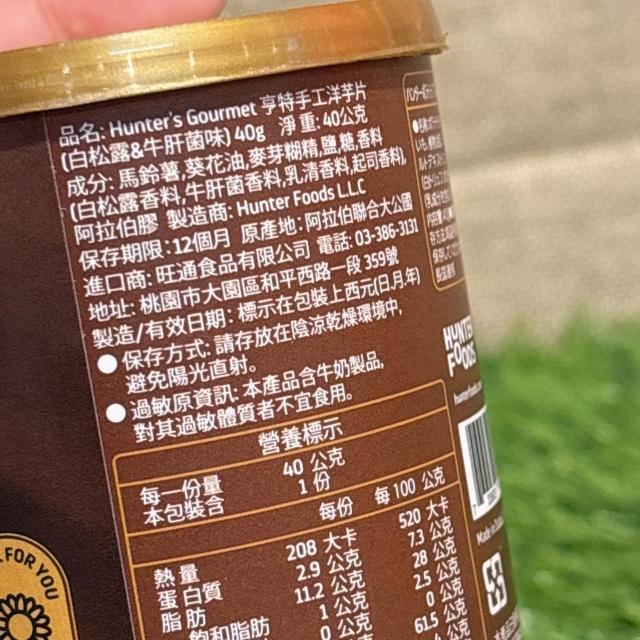 品名: Hunter's Gourmet 亨特手工洋芋片
(白松露&牛肝菌味) 40g 淨重: 40公克
成分: 馬鈴薯,葵花油,麥芽糊精,鹽,糖,香料
(白松露香料,牛肝菌香料,乳清香料,起司香料),
阿拉伯膠 製造商: Hunter Foods L.L.C
保存期限: 12個月 原產地: 阿拉伯聯合大公國
進口商: 旺通食品有限公司 電話: 03-386-3131
地址: 桃園市大園區和平西路一段 359號
製造/有效日期: 標示在包裝上西元(日.月.年)
● 保存方式: 請存放在陰涼乾燥環境中,
避免陽光直射。
● 過敏原資訊: 本產品含牛奶製品,
對其過敏體質者不宜食用。
營養標示
每一份量 40 公克
本包裝含 1 份
每份 每 100 公克
熱量 208 大卡 520 大卡
蛋白質 2.9 公克 7.3 公克
脂肪 11.2 公克 28 公克
飽和脂肪 1 公克 2.5 公克
0 公克 0 公克
61.5 公克
HUNTER
FOODS
FOR YOU
Made in